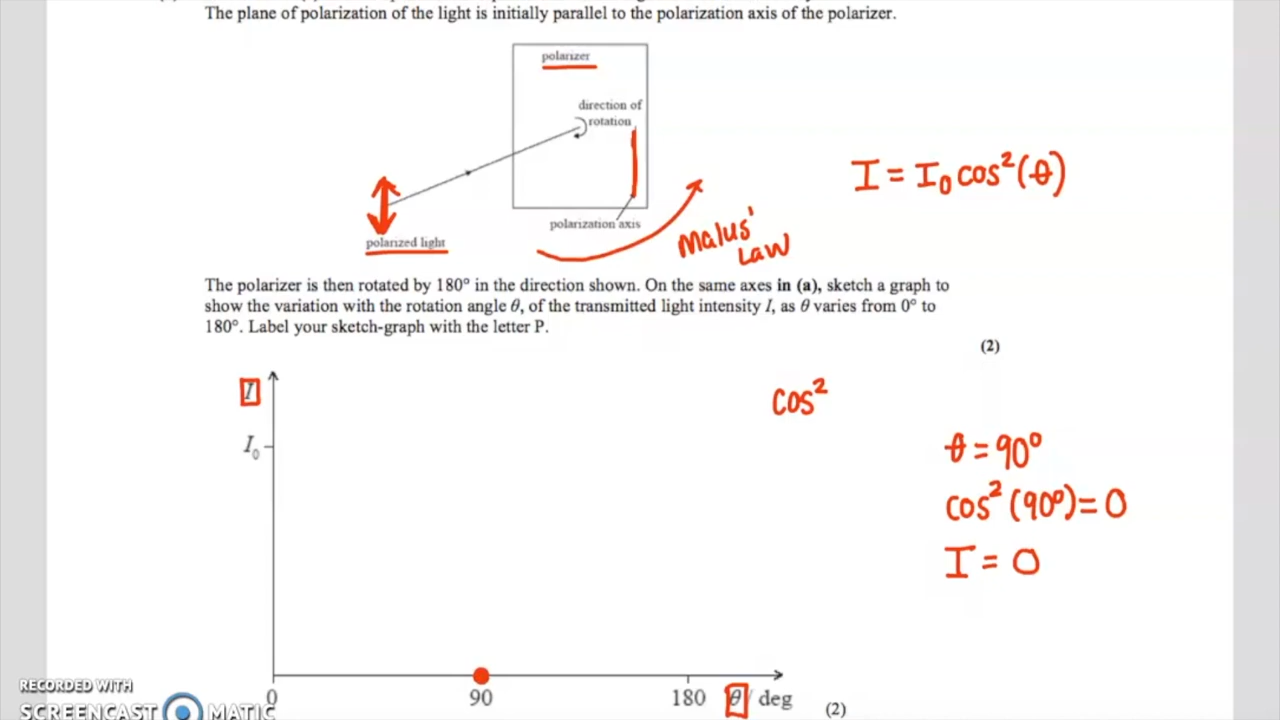 The plane of polarization of the light is initially parallel to the polarization axis of the polarizer.
polarizer
direction of
rotation
polarization axis
polarized light
Malus'
Law
I = I₀ cos²(θ)
The polarizer is then rotated by 180° in the direction shown. On the same axes in (a), sketch a graph to
show the variation with the rotation angle θ, of the transmitted light intensity I, as θ varies from 0° to
180°. Label your sketch-graph with the letter P.
(2)
I
I₀
cos²
θ = 90°
cos² (90°) = 0
I = 0
0 90 180 θ / deg
(2)
RECORDED WITH
SCREENCAST MATIC